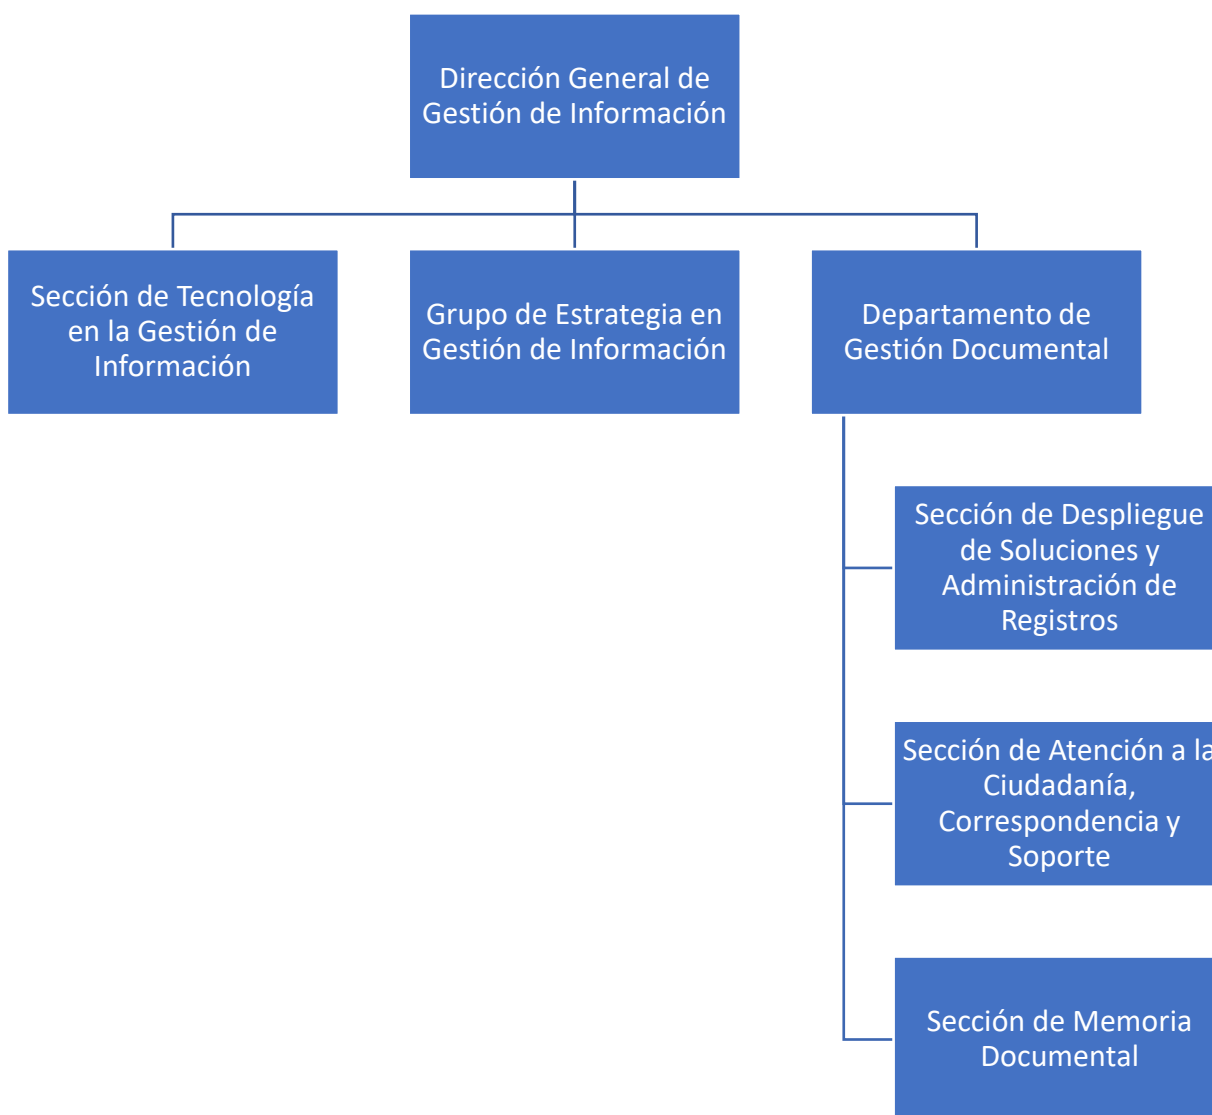 Dirección General de
Gestión de Información
Sección de Tecnología
en la Gestión de
Información
Grupo de Estrategia en
Gestión de Información
Departamento de
Gestión Documental
Sección de Despliegue
de Soluciones y
Administración de
Registros
Sección de Atención a la
Ciudadanía,
Correspondencia y
Soporte
Sección de Memoria
Documental